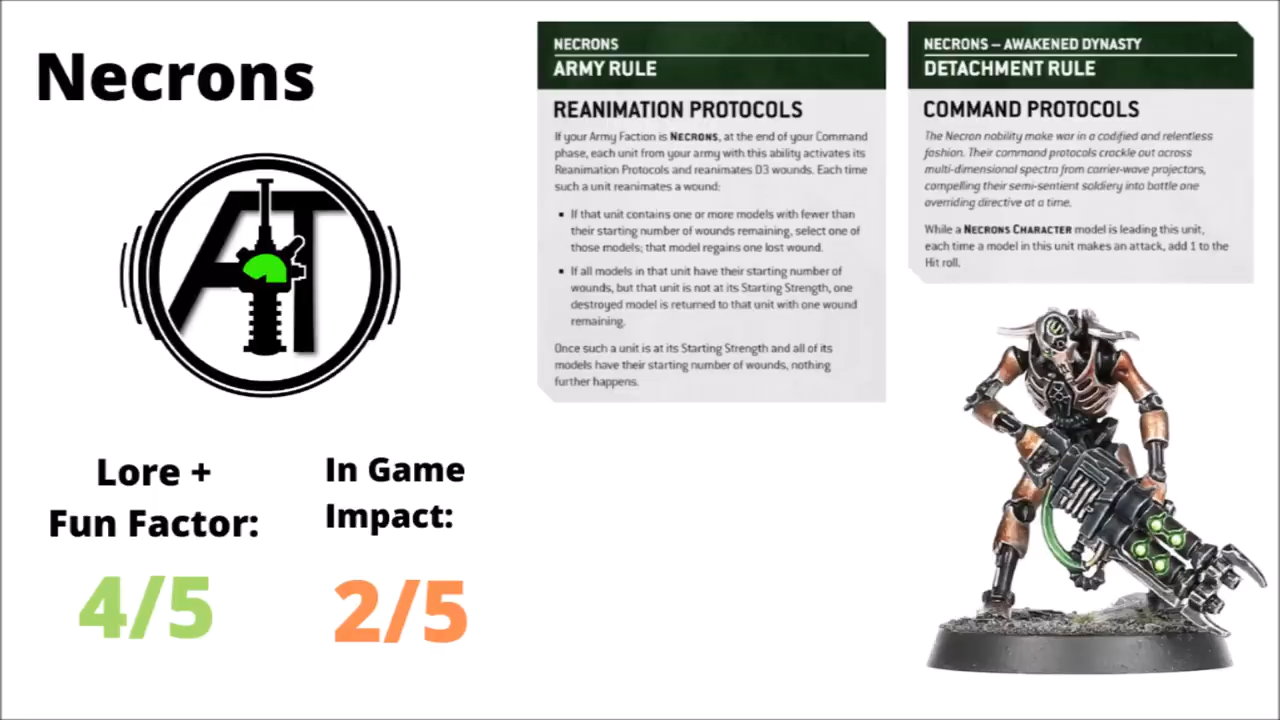 Necrons
AT
Lore +
Fun Factor:
4/5
In Game
Impact:
2/5
NECRONS
ARMY RULE
REANIMATION PROTOCOLS
If your Army Faction is NECRONS, at the end of your Command
phase, each unit from your army with this ability activates its
Reanimation Protocols and reanimates D3 wounds. Each time
such a unit reanimates a wound:
▪ If that unit contains one or more models with fewer than
their starting number of wounds remaining, select one of
those models; that model regains one lost wound.
▪ If all models in that unit have their starting number of
wounds, but that unit is not at its Starting Strength, one
destroyed model is returned to that unit with one wound
remaining.
Once such a unit is at its Starting Strength and all of its
models have their starting number of wounds, nothing
further happens.
NECRONS – AWAKENED DYNASTY
DETACHMENT RULE
COMMAND PROTOCOLS
The Necron nobility make war in a codified and relentless
fashion. Their command protocols crackle out across
multi-dimensional spectra from carrier-wave projectors,
compelling their semi-sentient soldiery into battle one
overriding directive at a time.
While a NECRONS CHARACTER model is leading this unit,
each time a model in this unit makes an attack, add 1 to the
Hit roll.